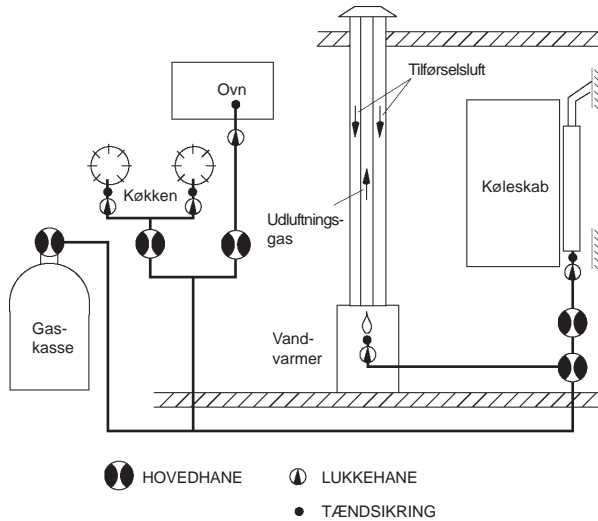 Tilførselsluft
Ovn
Køkken
Køleskab
Udluftnings-
gas
Gas-
kasse
Vand-
varmer
HOVEDHANE
LUKKEHANE
TÆNDSIKRING